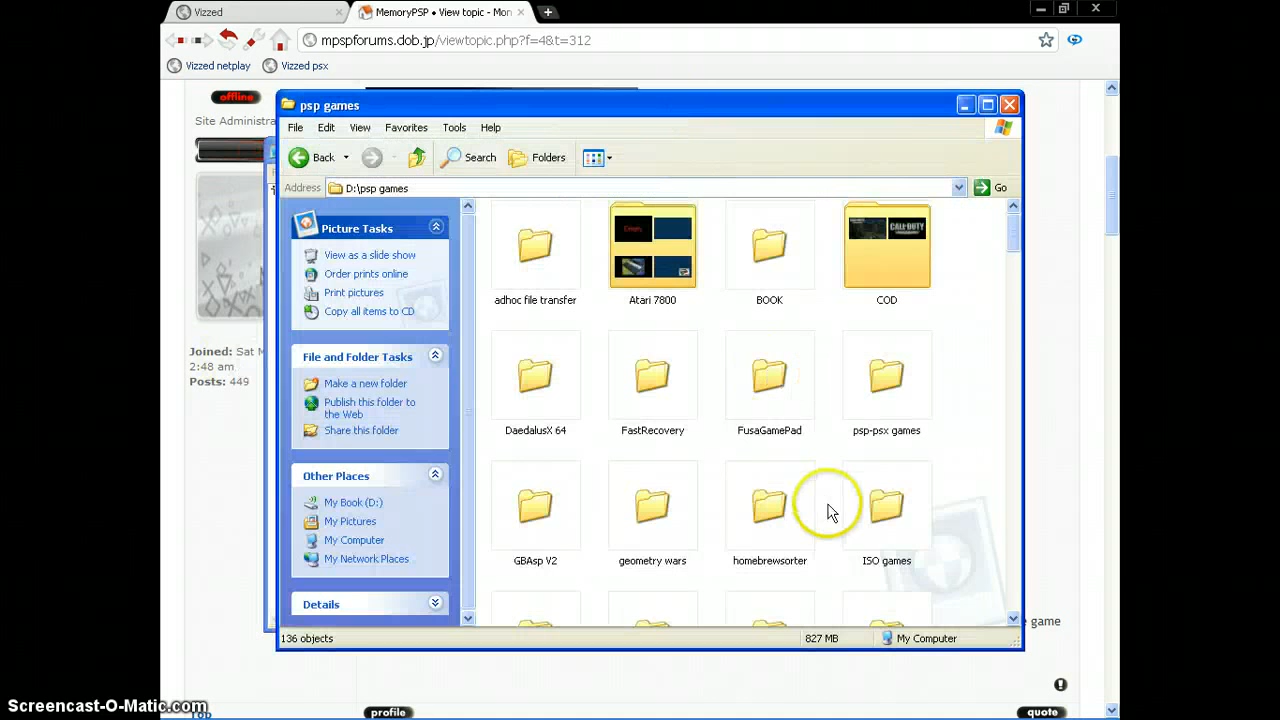 Vizzed
MemoryPSP • View topic - Mon
mpspforums.dob.jp/viewtopic.php?f=4&t=312
Vizzed netplay
Vizzed psx
offline
Site Administra
Joined: Sat M
2:48 am
Posts: 449
psp games
File Edit View Favorites Tools Help
Back Search Folders
Address D:\psp games Go
Picture Tasks
View as a slide show
Order prints online
Print pictures
Copy all items to CD
File and Folder Tasks
Make a new folder
Publish this folder to
the Web
Share this folder
Other Places
My Book (D:)
My Pictures
My Computer
My Network Places
Details
CALL·DUTY
adhoc file transfer Atari 7800 BOOK COD
DaedalusX 64 FastRecovery FusaGamePad psp-psx games
GBAsp V2 geometry wars homebrewsorter ISO games
136 objects 827 MB My Computer
game
Screencast-O-Matic.com
Top
profile
quote